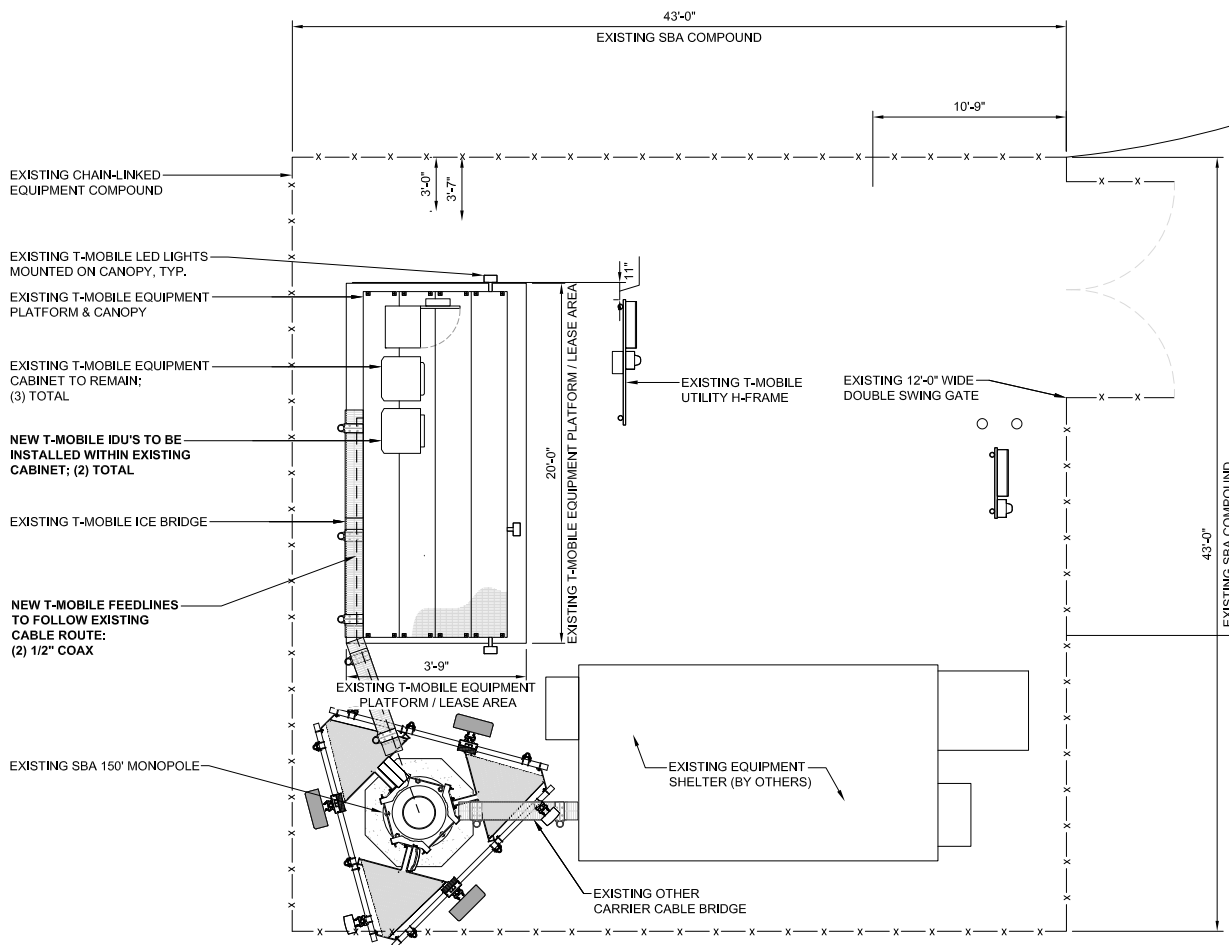 43'-0"
EXISTING SBA COMPOUND
10'-9"
EXISTING CHAIN-LINKED
EQUIPMENT COMPOUND
3'-0"
3'-7"
EXISTING T-MOBILE LED LIGHTS
MOUNTED ON CANOPY, TYP.
11"
EXISTING T-MOBILE EQUIPMENT
PLATFORM & CANOPY
EXISTING T-MOBILE EQUIPMENT
CABINET TO REMAIN;
(3) TOTAL
EXISTING T-MOBILE
UTILITY H-FRAME
EXISTING 12'-0" WIDE
DOUBLE SWING GATE
NEW T-MOBILE IDU'S TO BE
INSTALLED WITHIN EXISTING
CABINET; (2) TOTAL
20'-0"
EXISTING T-MOBILE EQUIPMENT PLATFORM / LEASE AREA
EXISTING T-MOBILE ICE BRIDGE
43'-0"
EXISTING SBA COMPOUND
NEW T-MOBILE FEEDLINES
TO FOLLOW EXISTING
CABLE ROUTE:
(2) 1/2" COAX
3'-9"
EXISTING T-MOBILE EQUIPMENT
PLATFORM / LEASE AREA
EXISTING SBA 150' MONOPOLE
EXISTING EQUIPMENT
SHELTER (BY OTHERS)
EXISTING OTHER
CARRIER CABLE BRIDGE